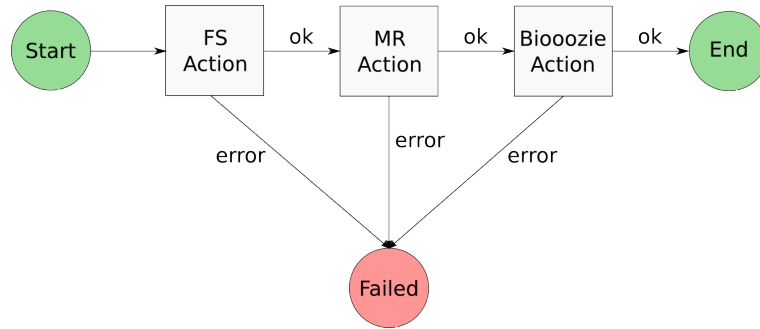 Start
FS
Action
ok
MR
Action
ok
Biooozie
Action
ok
End
error
error
error
Failed